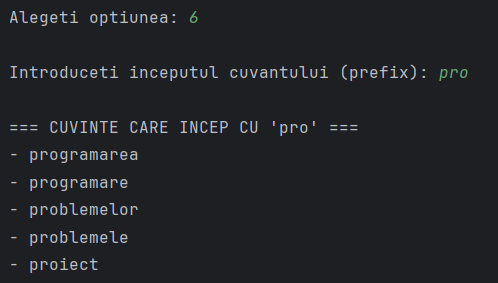 Alegeti optiunea: 6
Introduceti inceputul cuvantului (prefix): pro
=== CUVINTE CARE INCEP CU 'pro' ===
- programarea
- programare
- problemelor
- problemele
- proiect